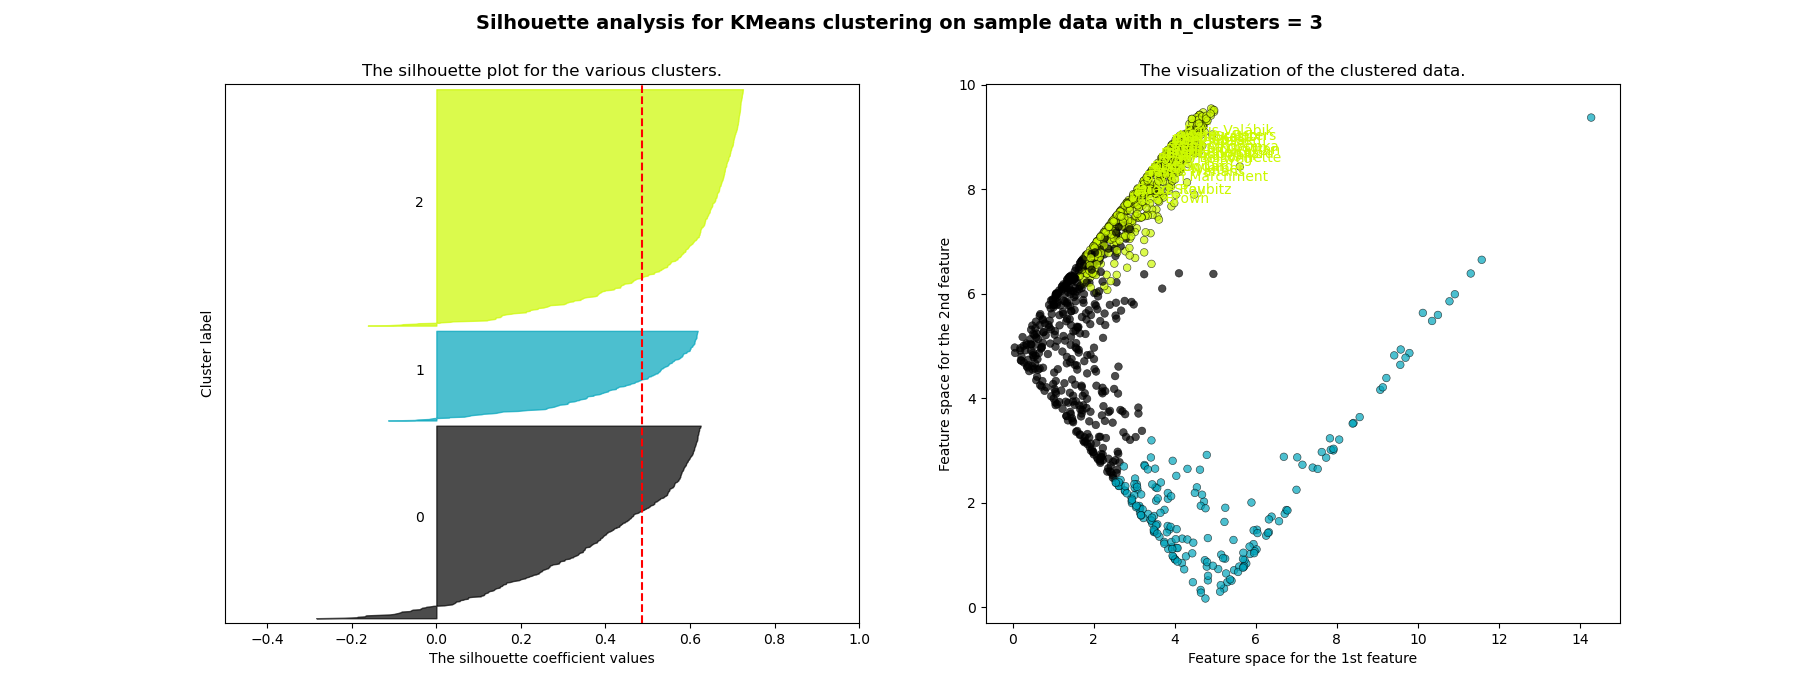 Silhouette analysis for KMeans clustering on sample data with n_clusters = 3
The silhouette plot for the various clusters.
Cluster label
2
1
0
−0.4 −0.2 0.0 0.2 0.4 0.6 0.8 1.0
The silhouette coefficient values
The visualization of the clustered data.
Feature space for the 2nd feature
10
8
6
4
2
0
Valábik
Marchment
Roubitz
0 2 4 6 8 10 12 14
Feature space for the 1st feature